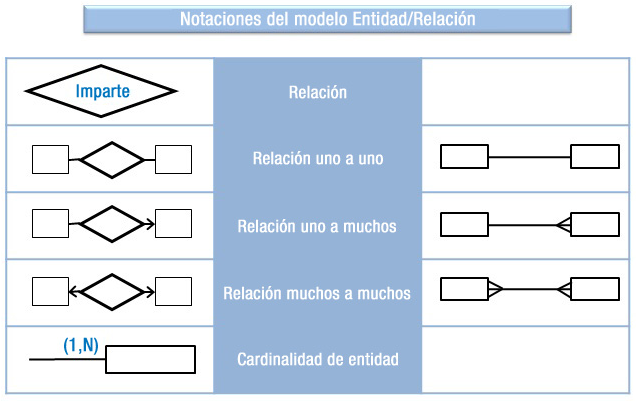 Notaciones del modelo Entidad/Relación
Imparte
Relación
Relación uno a uno
Relación uno a muchos
Relación muchos a muchos
(1,N)
Cardinalidad de entidad